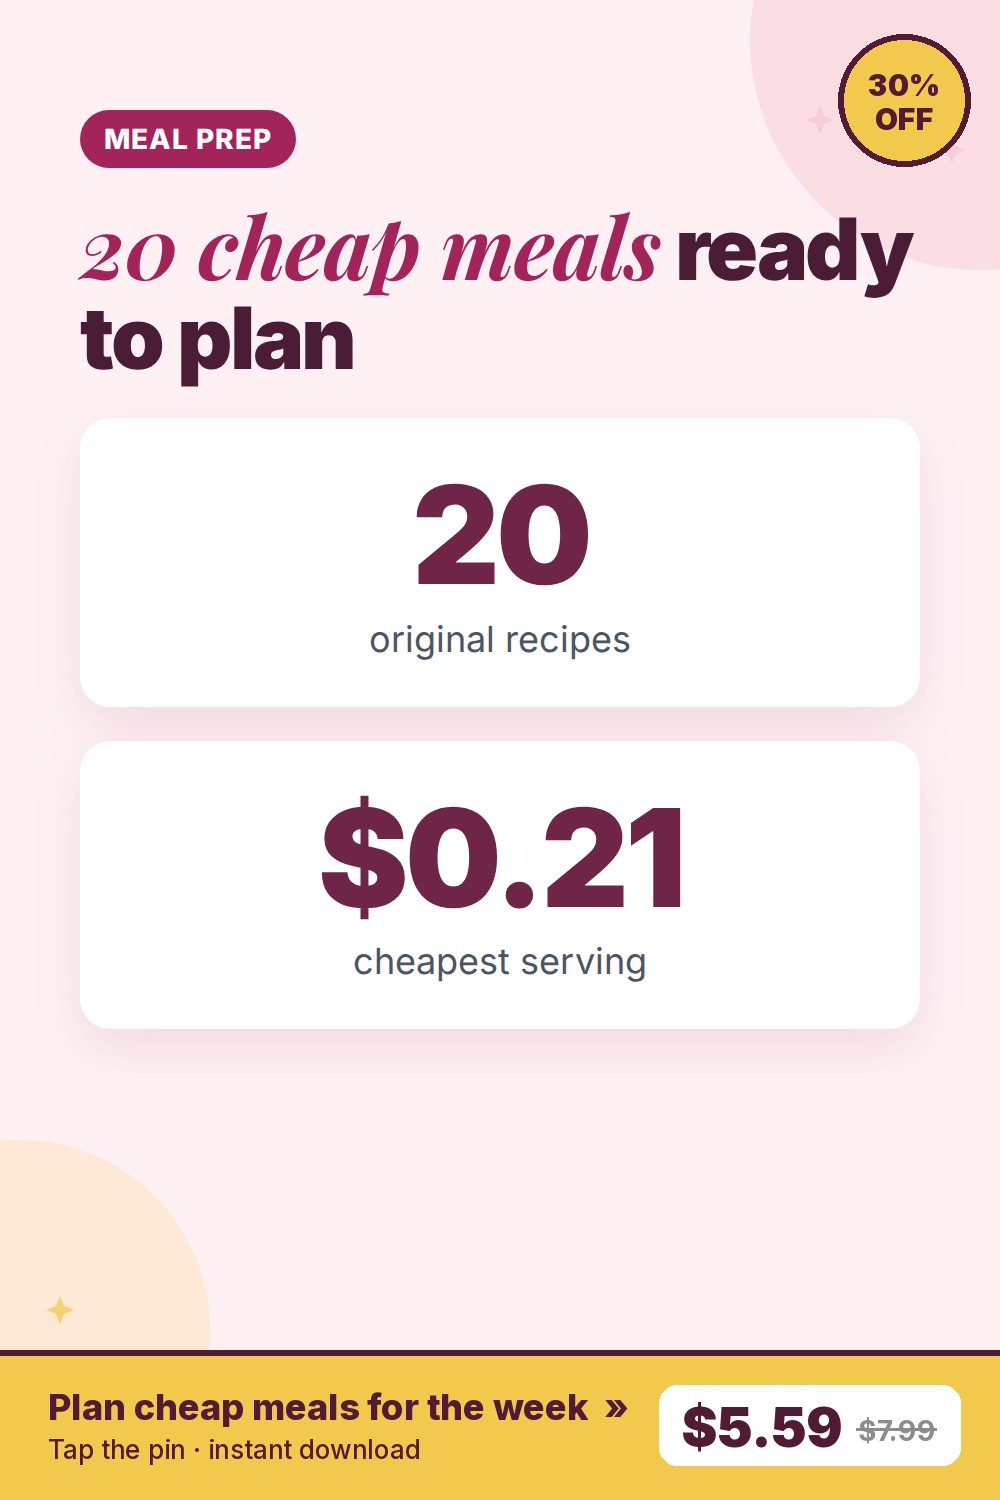 30%
OFF
MEAL PREP
20 cheap meals ready
to plan
20
original recipes
$0.21
cheapest serving
Plan cheap meals for the week »
Tap the pin · instant download
$5.59 $7.99